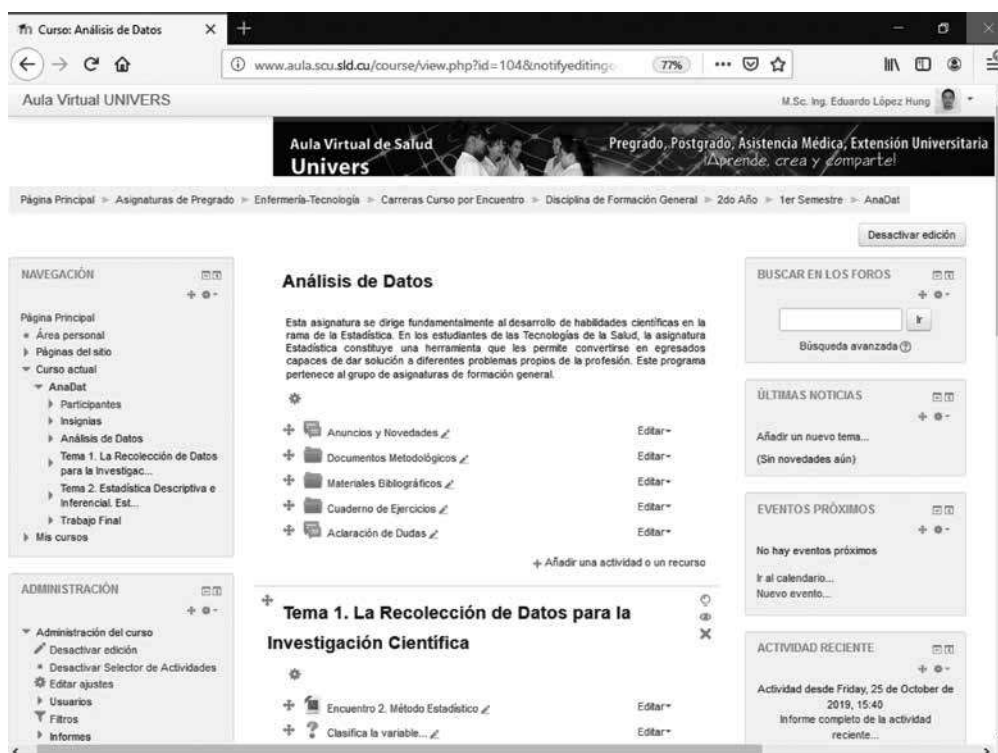 Curso: Análisis de Datos
www.aula.scu.sld.cu/course/view.php?id=104&notifyeditingo
77%
Aula Virtual UNIVERS
M.Sc. Ing. Eduardo López Hung
Aula Virtual de Salud
Univers
Pregrado, Postgrado, Asistencia Médica, Extensión Universitaria
¡Aprende, crea y comparte!
Página Principal
Asignaturas de Pregrado
Enfermería-Tecnología
Carreras Curso por Encuentro
Disciplina de Formación General
2do Año
1er Semestre
AnaDat
Desactivar edición
NAVEGACIÓN
Página Principal
Área personal
Páginas del sitio
Curso actual
AnaDat
Participantes
Insignias
Análisis de Datos
Tema 1. La Recolección de Datos
para la Investigac...
Tema 2. Estadística Descriptiva e
Inferencial. Est...
Trabajo Final
Mis cursos
ADMINISTRACIÓN
Administración del curso
Desactivar edición
Desactivar Selector de Actividades
Editar ajustes
Usuarios
Filtros
Informes
Análisis de Datos
Esta asignatura se dirige fundamentalmente al desarrollo de habilidades científicas en la
rama de la Estadística. En los estudiantes de las Tecnologías de la Salud, la asignatura
Estadística constituye una herramienta que les permite convertirse en egresados
capaces de dar solución a diferentes problemas propios de la profesión. Este programa
pertenece al grupo de asignaturas de formación general.
Anuncios y Novedades Editar
Documentos Metodológicos Editar
Materiales Bibliográficos Editar
Cuaderno de Ejercicios Editar
Aclaración de Dudas Editar
Añadir una actividad o un recurso
Tema 1. La Recolección de Datos para la
Investigación Científica
Encuentro 2. Método Estadístico Editar
Clasifica la variable... Editar
BUSCAR EN LOS FOROS
Ir
Búsqueda avanzada
ÚLTIMAS NOTICIAS
Añadir un nuevo tema...
(Sin novedades aún)
EVENTOS PRÓXIMOS
No hay eventos próximos
Ir al calendario...
Nuevo evento...
ACTIVIDAD RECIENTE
Actividad desde Friday, 25 de October de
2019, 15:40
Informe completo de la actividad
reciente...